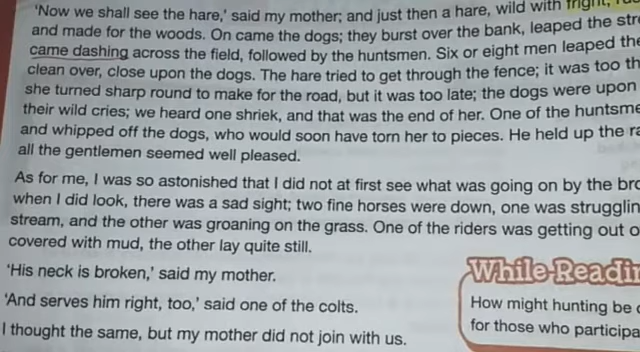 'Now we shall see the hare,' said my mother; and just then a hare, wild with fright,
and made for the woods. On came the dogs; they burst over the bank, leaped the
came dashing across the field, followed by the huntsmen. Six or eight men leaped
clean over, close upon the dogs. The hare tried to get through the fence; it was too
she turned sharp round to make for the road, but it was too late; the dogs were upon
their wild cries; we heard one shriek, and that was the end of her. One of the
and whipped off the dogs, who would soon have torn her to pieces. He held up
all the gentlemen seemed well pleased.
As for me, I was so astonished that I did not at first see what was going on by the
when I did look, there was a sad sight; two fine horses were down, one was
stream, and the other was groaning on the grass. One of the riders was getting out
covered with mud, the other lay quite still.
'His neck is broken,' said my mother.
'And serves him right, too,' said one of the colts.
I thought the same, but my mother did not join with us.
While-Readi
How might hunting be
for those who